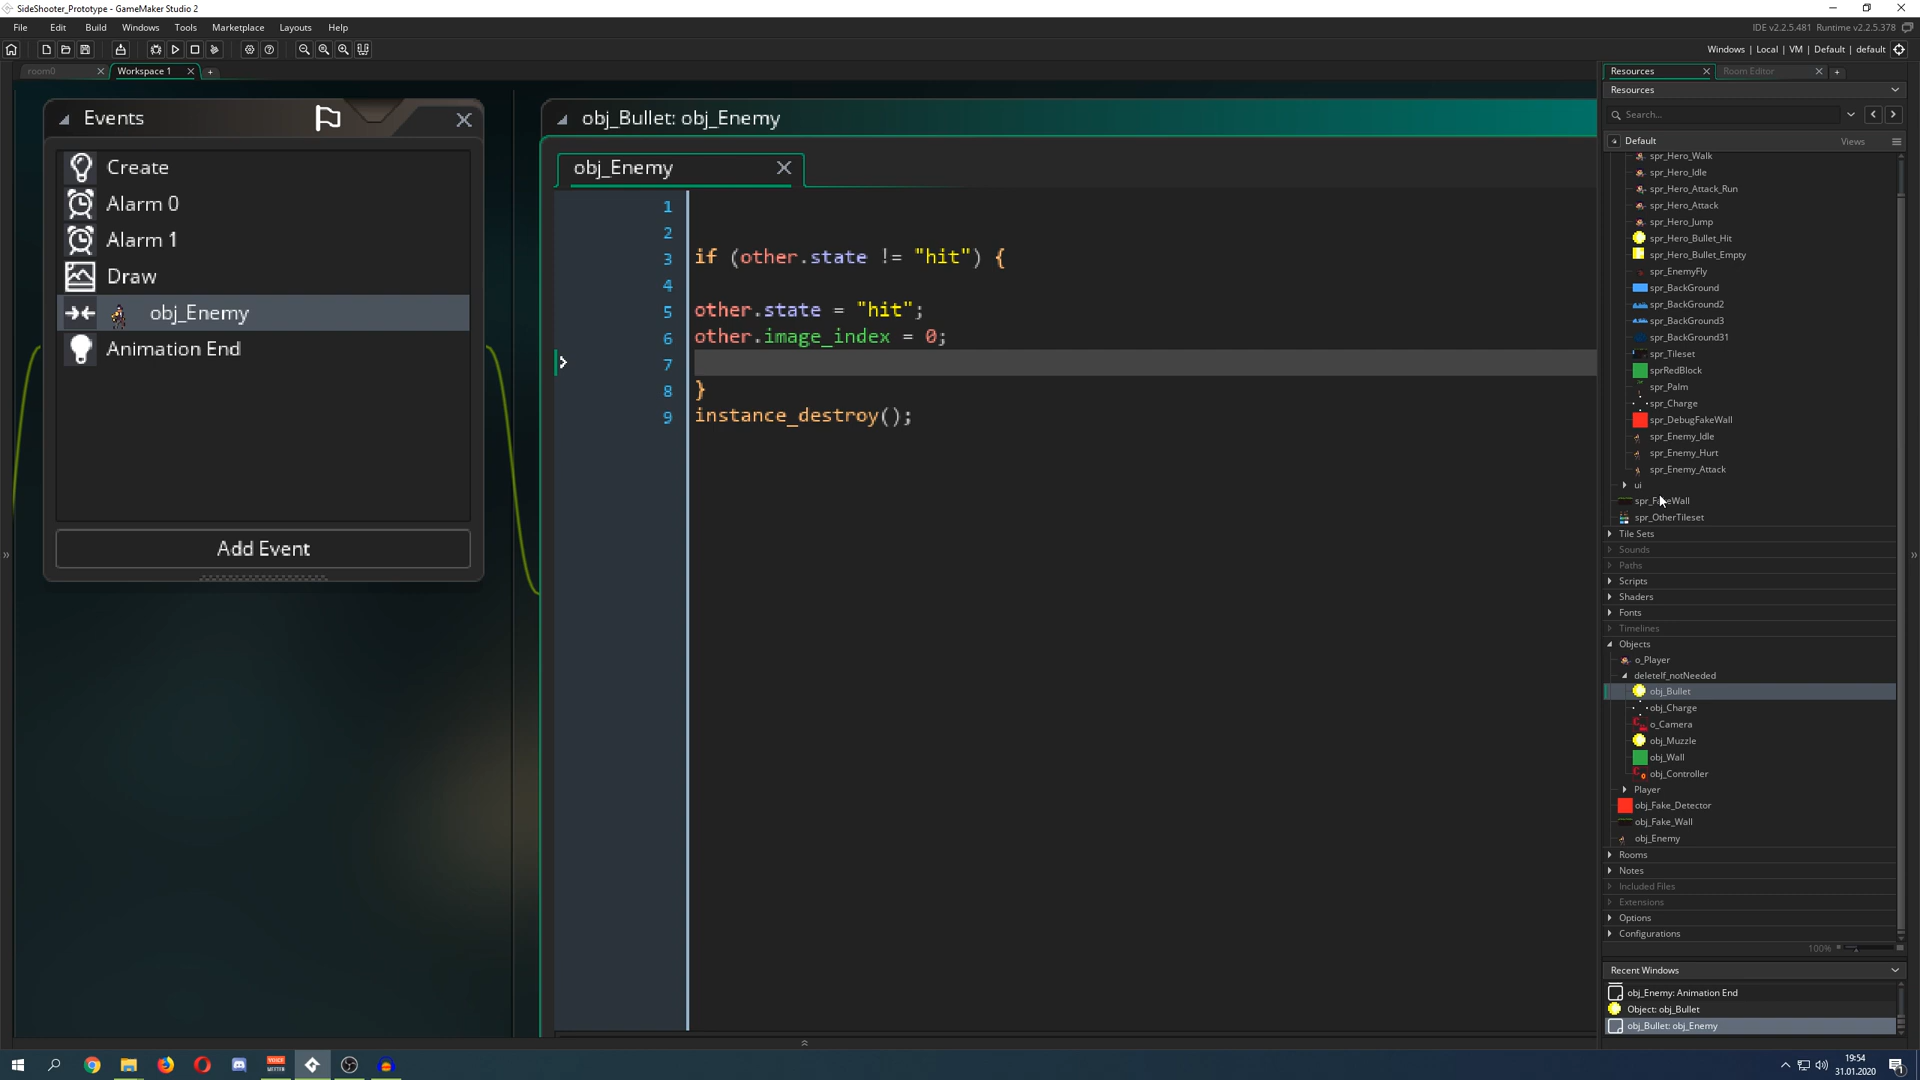 SideShooter_Prototype - GameMaker Studio 2
File Edit Build Windows Tools Marketplace Layouts Help
IDE v2.2.5.481 Runtime v2.2.5.378
Windows | Local | VM | Default | default
room0
Workspace 1
Events
Create
Alarm 0
Alarm 1
Draw
obj_Enemy
Animation End
Add Event
obj_Bullet: obj_Enemy
obj_Enemy
1
2
3 if (other.state != "hit") {
4
5 other.state = "hit";
6 other.image_index = 0;
7
8 }
9 instance_destroy();
Resources
Room Editor
Resources
Search...
Default
Views
spr_Hero_Walk
spr_Hero_Idle
spr_Hero_Attack_Run
spr_Hero_Attack
spr_Hero_Jump
spr_Hero_Bullet_Hit
spr_Hero_Bullet_Empty
spr_EnemyFly
spr_BackGround
spr_BackGround2
spr_BackGround3
spr_BackGround31
spr_Tileset
sprRedBlock
spr_Palm
spr_Charge
spr_DebugFakeWall
spr_Enemy_Idle
spr_Enemy_Hurt
spr_Enemy_Attack
ui
spr_FakeWall
spr_OtherTileset
Tile Sets
Sounds
Paths
Scripts
Shaders
Fonts
Timelines
Objects
o_Player
deleteIf_notNeeded
obj_Bullet
obj_Charge
o_Camera
obj_Muzzle
obj_Wall
obj_Controller
Player
obj_Fake_Detector
obj_Fake_Wall
obj_Enemy
Rooms
Notes
Included Files
Extensions
Options
Configurations
100%
Recent Windows
obj_Enemy: Animation End
Object: obj_Bullet
obj_Bullet: obj_Enemy
19:54
31.01.2020